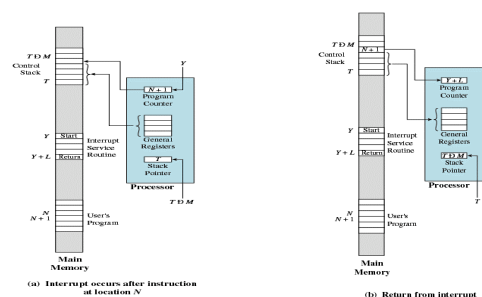 T Ð M
Control
Stack
T
Y
N + 1
Program
Counter
General
Registers
T
Stack
Pointer
Processor
T Ð M
Y
Start
Y + L
Return
Interrupt
Service
Routine
N
N + 1
User's
Program
Main
Memory
(a) Interrupt occurs after instruction
at location N
T Ð M
N + 1
Control
Stack
T
Y + L
Program
Counter
General
Registers
T Ð M
Stack
Pointer
Processor
T
Y
Start
Y + L
Return
Interrupt
Service
Routine
N
N + 1
User's
Program
Main
Memory
(b) Return from interrupt